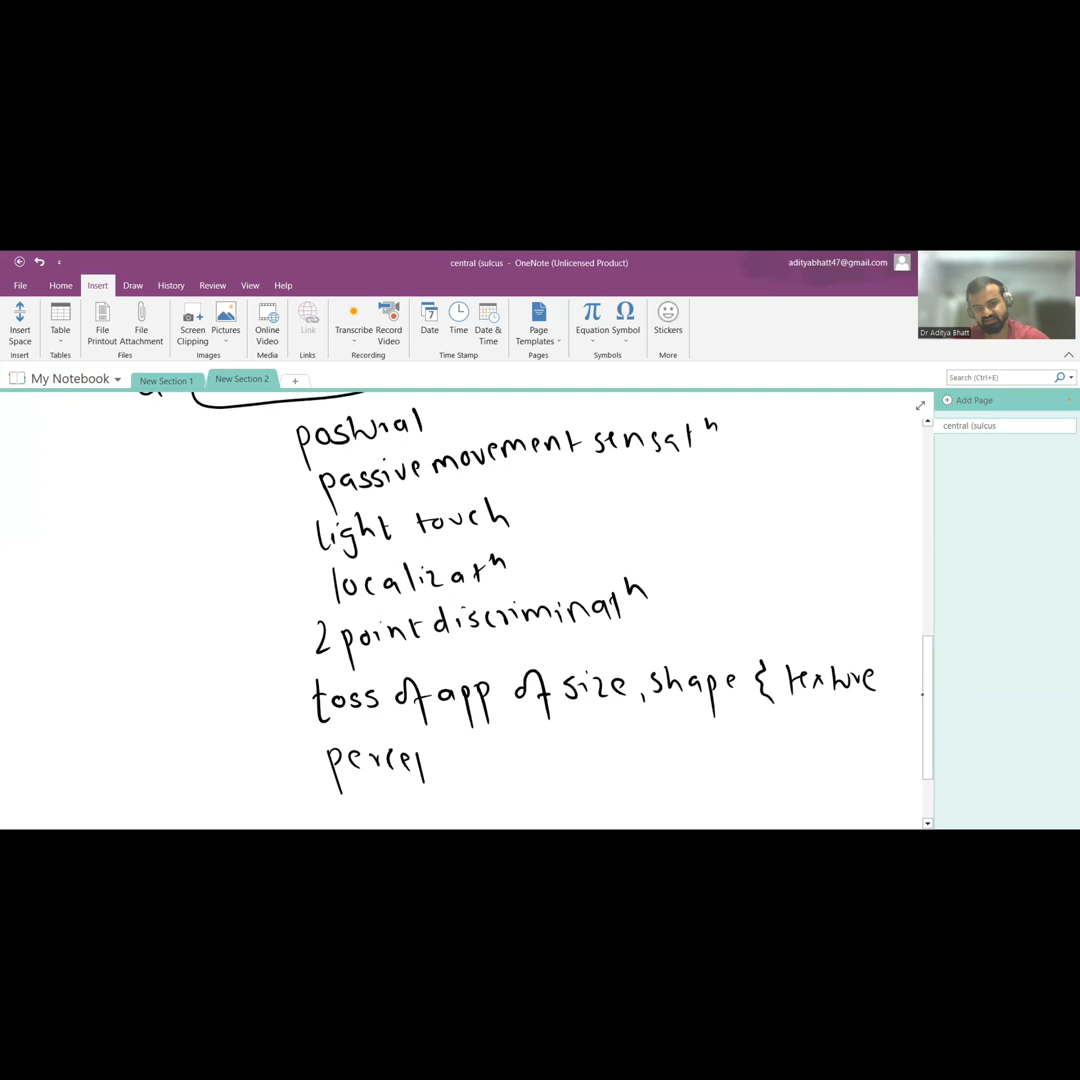 central (sulcus - OneNote (Unlicensed Product)
adityabhatt47@gmail.com
File Home Insert Draw History Review View Help
Insert Space
Table
File Printout
File Attachment
Screen Clipping
Pictures
Online Video
Link
Transcribe
Record Video
Date
Time
Date & Time
Page Templates
Equation
Symbol
Stickers
Insert Tables Files Images Media Links Recording Time Stamp Pages Symbols More
Dr Aditya Bhatt
My Notebook New Section 1 New Section 2 +
Search (Ctrl+E)
Add Page
central (sulcus
postural
passive movement sensatn
light touch
localizatn
2 point discriminatn
loss of app of size, shape & texture
percep